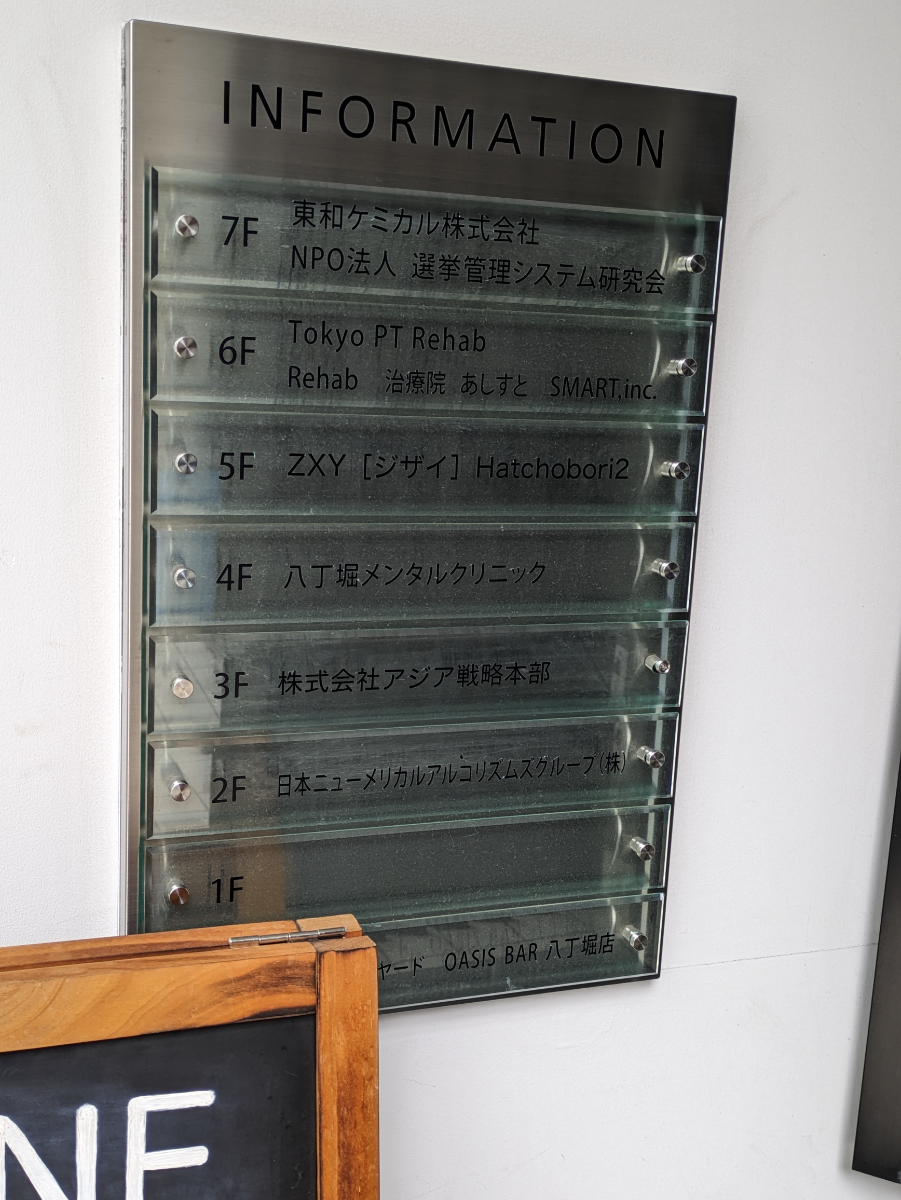 INFORMATION
7F 東和ケミカル株式会社
NPO法人 選挙管理システム研究会
6F Tokyo PT Rehab
Rehab 治療院 あしすと SMART,inc.
5F ZXY [ジザイ] Hatchobori2
4F 八丁堀メンタルクリニック
3F 株式会社アジア戦略本部
2F 日本ニューメリカルアルゴリズムズグループ(株)
1F
ヤード OASIS BAR 八丁堀店
NE